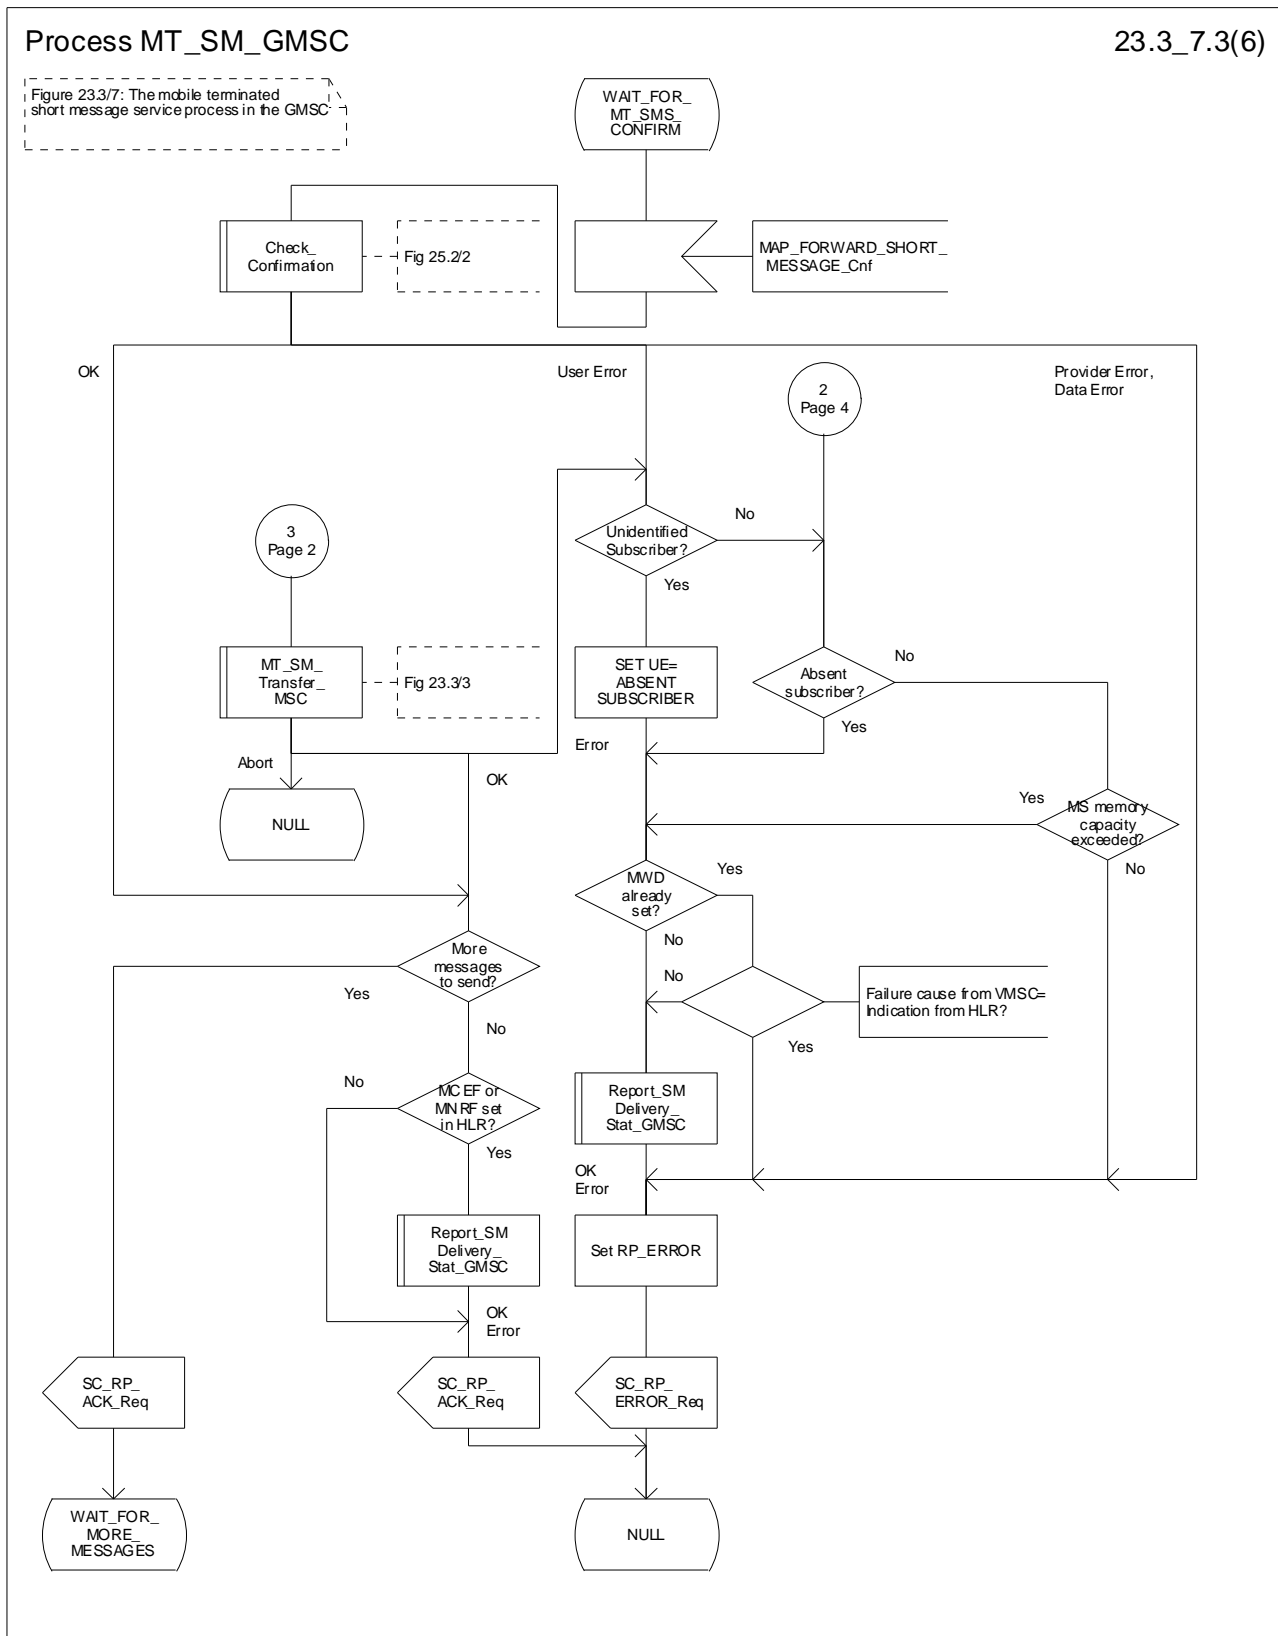 Process MT_SM_GMSC
23.3_7.3(6)
Figure 23.3/7: The mobile terminated
short message service process in the GMSC
WAIT_FOR_
MT_SMS_
CONFIRM
Check_
Confirmation
Fig 25.2/2
MAP_FORWARD_SHORT_
MESSAGE_Cnf
OK
User Error
Provider Error,
Data Error
2
Page 4
3
Page 2
Unidentified
Subscriber?
No
Yes
MT_SM_
Transfer_
MSC
Fig 23.3/3
SET UE=
ABSENT
SUBSCRIBER
Absent
subscriber?
No
Yes
Error
Abort
OK
NULL
Yes
MS memory
capacity
exceeded?
No
MWD
already
set?
Yes
No
More
messages
to send?
Yes
No
No
Failure cause from VMSC=
Indication from HLR?
Yes
No
MCEF or
MNRF set
in HLR?
Yes
Report_SM
Delivery_
Stat_GMSC
OK
Error
Report_SM
Delivery_
Stat_GMSC
Set RP_ERROR
OK
Error
SC_RP_
ACK_Req
SC_RP_
ACK_Req
SC_RP_
ERROR_Req
WAIT_FOR_
MORE_
MESSAGES
NULL